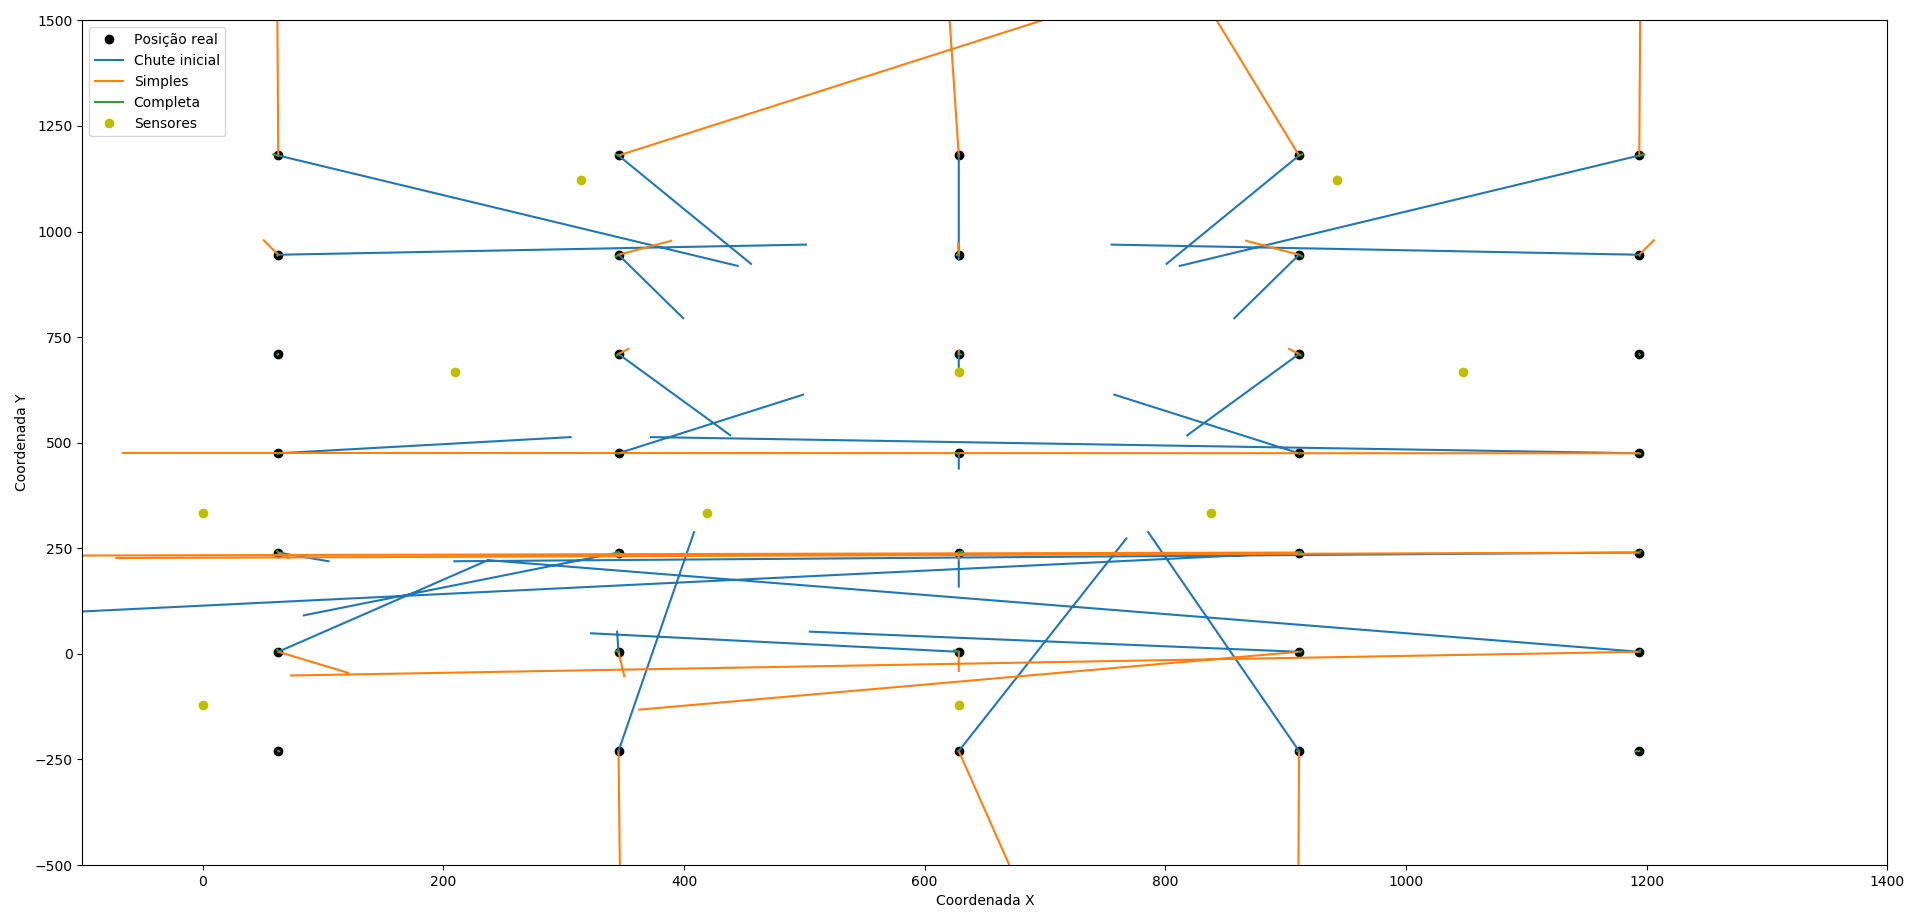 Posição real
Chute inicial
Simples
Completa
Sensores
1500
1250
1000
750
500
250
0
−250
−500
Coordenada Y
0
200
400
600
800
1000
1200
1400
Coordenada X